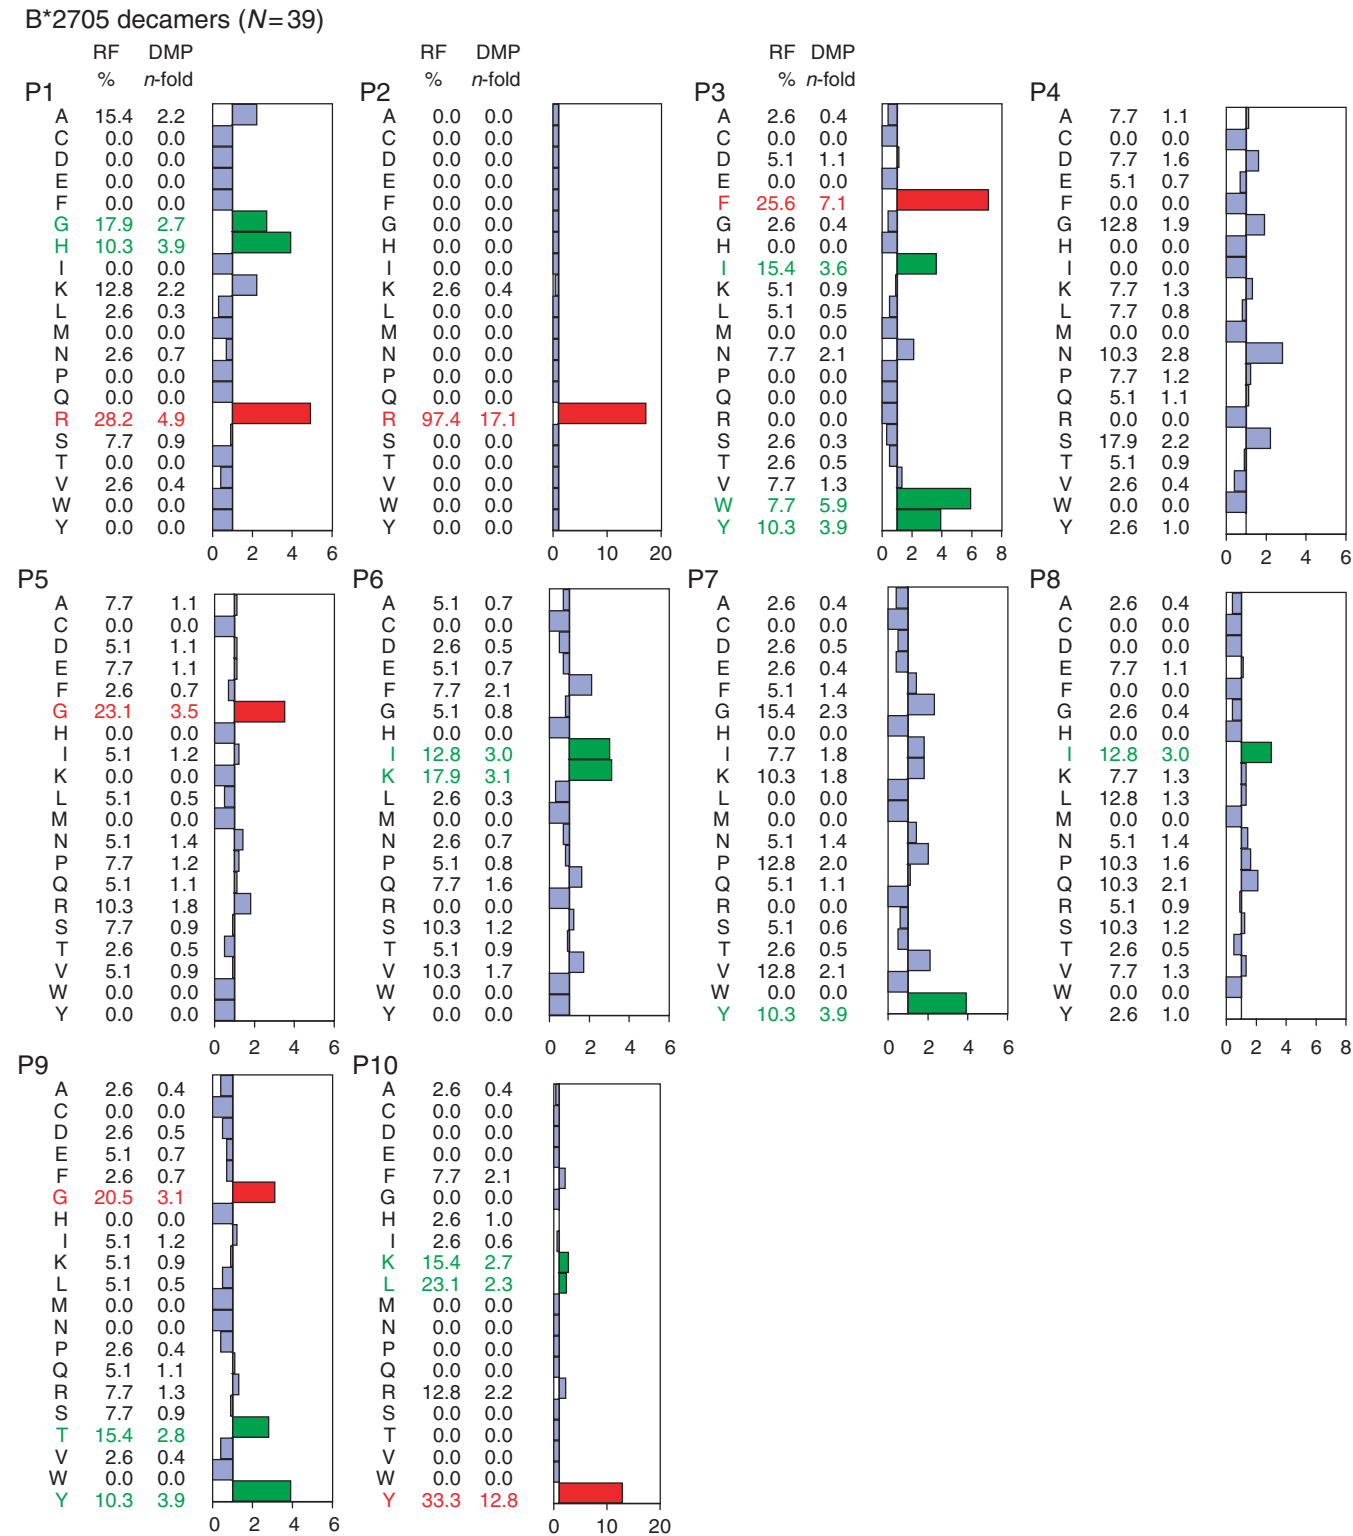 B*2705 decamers (N=39)
RF DMP RF DMP RF DMP
% n-fold % n-fold % n-fold
P1 P2 P3 P4
A 15.4 2.2 A 0.0 0.0 A 2.6 0.4 A 7.7 1.1
C 0.0 0.0 C 0.0 0.0 C 0.0 0.0 C 0.0 0.0
D 0.0 0.0 D 0.0 0.0 D 5.1 1.1 D 7.7 1.6
E 0.0 0.0 E 0.0 0.0 E 0.0 0.0 E 5.1 0.7
F 0.0 0.0 F 0.0 0.0 F 25.6 7.1 F 0.0 0.0
G 17.9 2.7 G 0.0 0.0 G 2.6 0.4 G 12.8 1.9
H 10.3 3.9 H 0.0 0.0 H 0.0 0.0 H 0.0 0.0
I 0.0 0.0 I 0.0 0.0 I 15.4 3.6 I 0.0 0.0
K 12.8 2.2 K 2.6 0.4 K 5.1 0.9 K 7.7 1.3
L 2.6 0.3 L 0.0 0.0 L 5.1 0.5 L 7.7 0.8
M 0.0 0.0 M 0.0 0.0 M 0.0 0.0 M 0.0 0.0
N 2.6 0.7 N 0.0 0.0 N 7.7 2.1 N 10.3 2.8
P 0.0 0.0 P 0.0 0.0 P 0.0 0.0 P 7.7 1.2
Q 0.0 0.0 Q 0.0 0.0 Q 0.0 0.0 Q 5.1 1.1
R 28.2 4.9 R 97.4 17.1 R 0.0 0.0 R 0.0 0.0
S 7.7 0.9 S 0.0 0.0 S 2.6 0.3 S 17.9 2.2
T 0.0 0.0 T 0.0 0.0 T 2.6 0.5 T 5.1 0.9
V 2.6 0.4 V 0.0 0.0 V 7.7 1.3 V 2.6 0.4
W 0.0 0.0 W 0.0 0.0 W 7.7 5.9 W 0.0 0.0
Y 0.0 0.0 Y 0.0 0.0 Y 10.3 3.9 Y 2.6 1.0
0 2 4 6 0 10 20 0 2 4 6 8 0 2 4 6
P5 P6 P7 P8
A 7.7 1.1 A 5.1 0.7 A 2.6 0.4 A 2.6 0.4
C 0.0 0.0 C 0.0 0.0 C 0.0 0.0 C 0.0 0.0
D 5.1 1.1 D 2.6 0.5 D 2.6 0.5 D 0.0 0.0
E 7.7 1.1 E 5.1 0.7 E 2.6 0.4 E 7.7 1.1
F 2.6 0.7 F 7.7 2.1 F 5.1 1.4 F 0.0 0.0
G 23.1 3.5 G 5.1 0.8 G 15.4 2.3 G 2.6 0.4
H 0.0 0.0 H 0.0 0.0 H 0.0 0.0 H 0.0 0.0
I 5.1 1.2 I 12.8 3.0 I 7.7 1.8 I 12.8 3.0
K 0.0 0.0 K 17.9 3.1 K 10.3 1.8 K 7.7 1.3
L 5.1 0.5 L 2.6 0.3 L 0.0 0.0 L 12.8 1.3
M 0.0 0.0 M 0.0 0.0 M 0.0 0.0 M 0.0 0.0
N 5.1 1.4 N 2.6 0.7 N 5.1 1.4 N 5.1 1.4
P 7.7 1.2 P 5.1 0.8 P 12.8 2.0 P 10.3 1.6
Q 5.1 1.1 Q 7.7 1.6 Q 5.1 1.1 Q 10.3 2.1
R 10.3 1.8 R 0.0 0.0 R 0.0 0.0 R 5.1 0.9
S 7.7 0.9 S 10.3 1.2 S 5.1 0.6 S 10.3 1.2
T 2.6 0.5 T 5.1 0.9 T 2.6 0.5 T 2.6 0.5
V 5.1 0.9 V 10.3 1.7 V 12.8 2.1 V 7.7 1.3
W 0.0 0.0 W 0.0 0.0 W 0.0 0.0 W 0.0 0.0
Y 0.0 0.0 Y 0.0 0.0 Y 10.3 3.9 Y 2.6 1.0
0 2 4 6 0 2 4 6 0 2 4 6 0 2 4 6 8
P9 P10
A 2.6 0.4 A 2.6 0.4
C 0.0 0.0 C 0.0 0.0
D 2.6 0.5 D 0.0 0.0
E 5.1 0.7 E 0.0 0.0
F 2.6 0.7 F 7.7 2.1
G 20.5 3.1 G 0.0 0.0
H 0.0 0.0 H 2.6 1.0
I 5.1 1.2 I 2.6 0.6
K 5.1 0.9 K 15.4 2.7
L 5.1 0.5 L 23.1 2.3
M 0.0 0.0 M 0.0 0.0
N 0.0 0.0 N 0.0 0.0
P 2.6 0.4 P 0.0 0.0
Q 5.1 1.1 Q 0.0 0.0
R 7.7 1.3 R 12.8 2.2
S 7.7 0.9 S 0.0 0.0
T 15.4 2.8 T 0.0 0.0
V 2.6 0.4 V 0.0 0.0
W 0.0 0.0 W 0.0 0.0
Y 10.3 3.9 Y 33.3 12.8
0 2 4 6 0 10 20